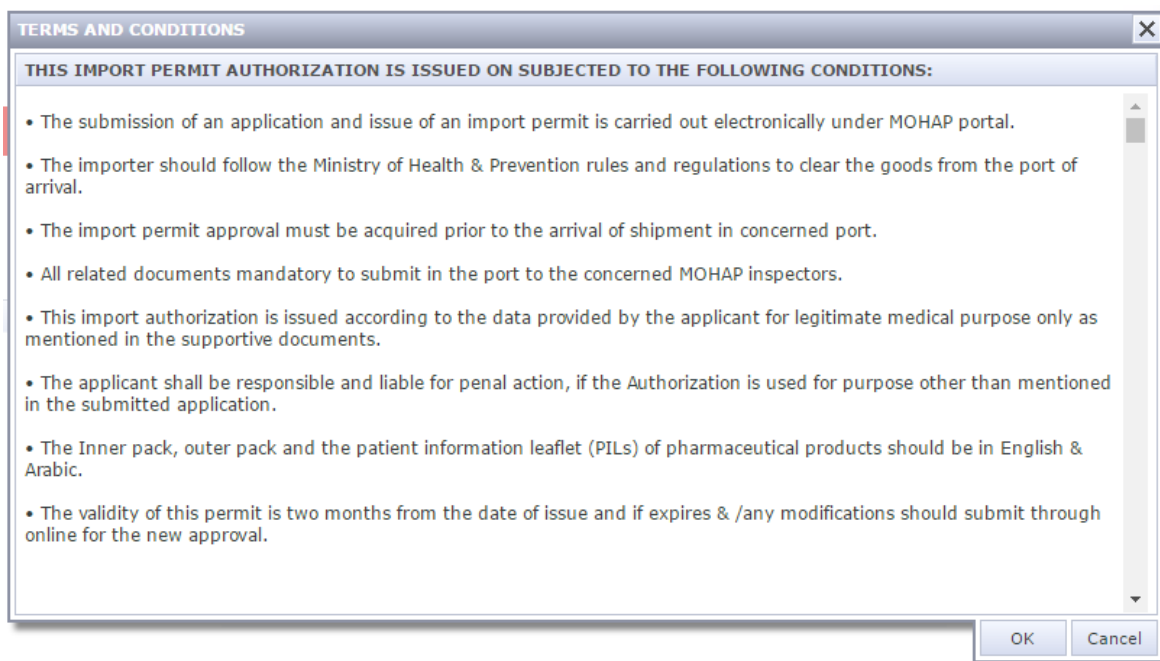 TERMS AND CONDITIONS
THIS IMPORT PERMIT AUTHORIZATION IS ISSUED ON SUBJECTED TO THE FOLLOWING CONDITIONS:
• The submission of an application and issue of an import permit is carried out electronically under MOHAP portal.
• The importer should follow the Ministry of Health & Prevention rules and regulations to clear the goods from the port of
arrival.
• The import permit approval must be acquired prior to the arrival of shipment in concerned port.
• All related documents mandatory to submit in the port to the concerned MOHAP inspectors.
• This import authorization is issued according to the data provided by the applicant for legitimate medical purpose only as
mentioned in the supportive documents.
• The applicant shall be responsible and liable for penal action, if the Authorization is used for purpose other than mentioned
in the submitted application.
• The Inner pack, outer pack and the patient information leaflet (PILs) of pharmaceutical products should be in English &
Arabic.
• The validity of this permit is two months from the date of issue and if expires & /any modifications should submit through
online for the new approval.
OK
Cancel